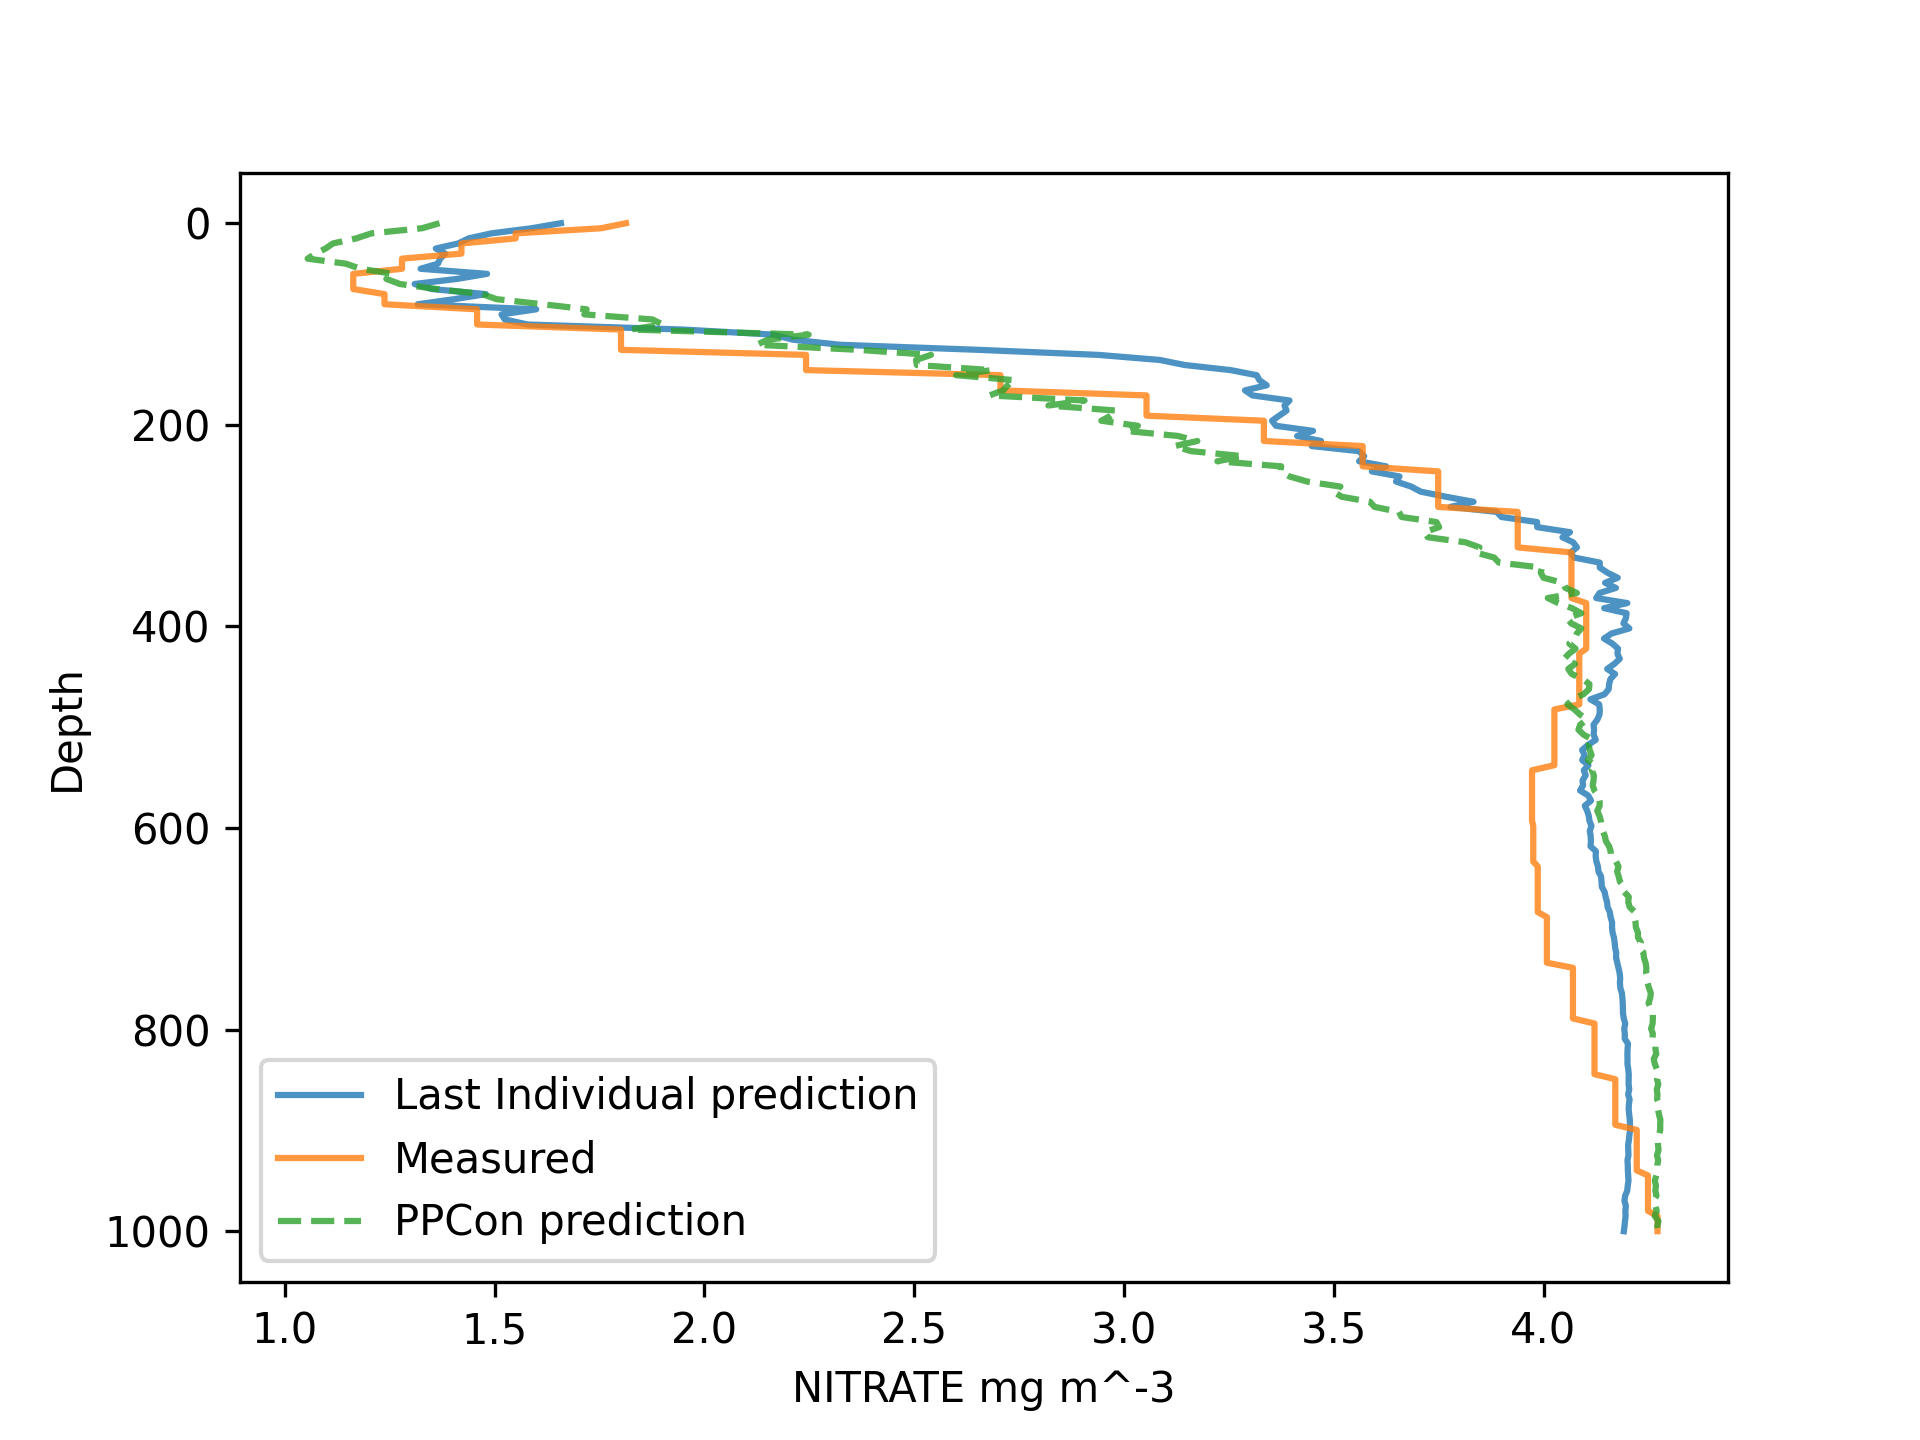 0
200
400
600
800
1000
Depth
1.0 1.5 2.0 2.5 3.0 3.5 4.0
NITRATE mg m^-3
Last Individual prediction
Measured
PPCon prediction